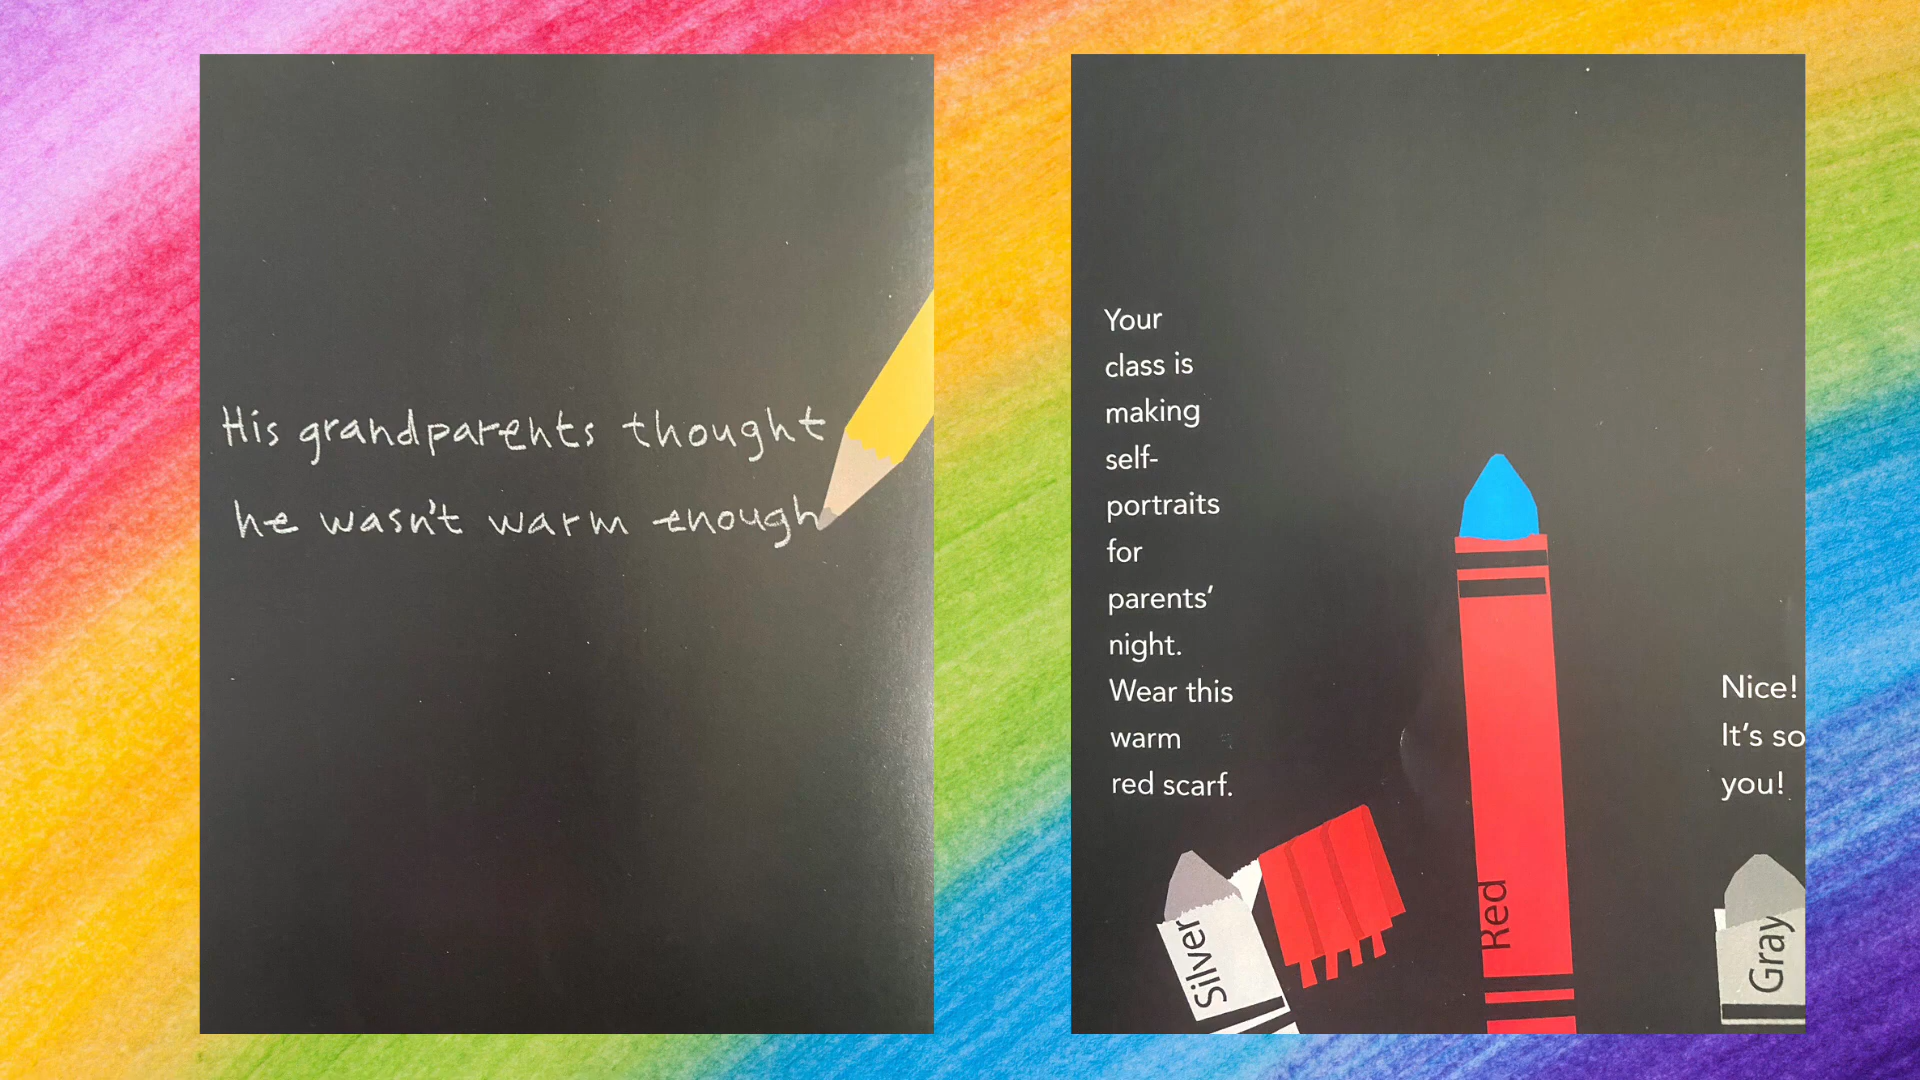 His grandparents thought
he wasn't warm enough
Your
class is
making
self-
portraits
for
parents'
night.
Wear this
warm
red scarf.
Nice!
It's so
you!
Silver
Red
Gray